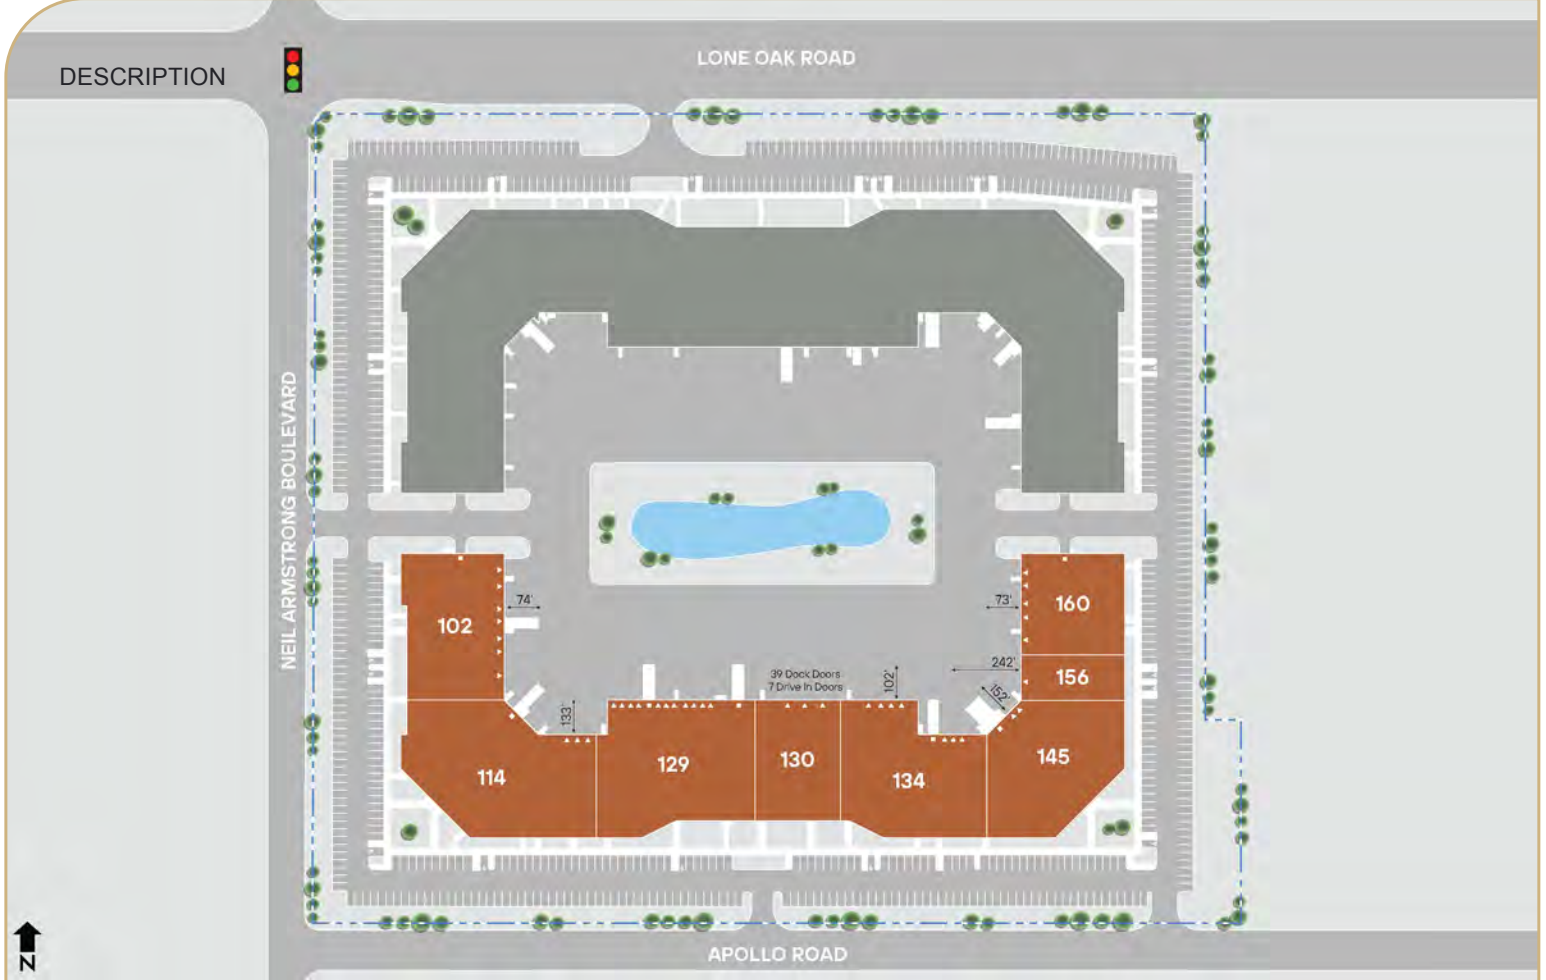 LONE OAK ROAD
DESCRIPTION
NEIL ARMSTRONG BOULEVARD
74'
73'
160
102
242'
156
39 Dock Doors
7 Drive In Doors
102'
152'
133'
145
130
129
114
134
APOLLO ROAD
N